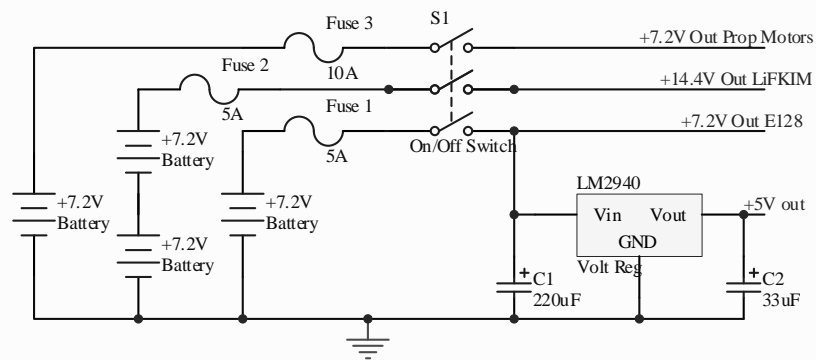 Fuse 3
S1
+7.2V Out Prop Motors
10A
Fuse 2
+14.4V Out LiFKIM
5A
Fuse 1
+7.2V Out E128
5A
On/Off Switch
+7.2V
Battery
LM2940
+7.2V
Battery
+7.2V
Battery
Vin
Vout
+5V out
GND
+7.2V
Battery
Volt Reg
C1
220uF
C2
33uF